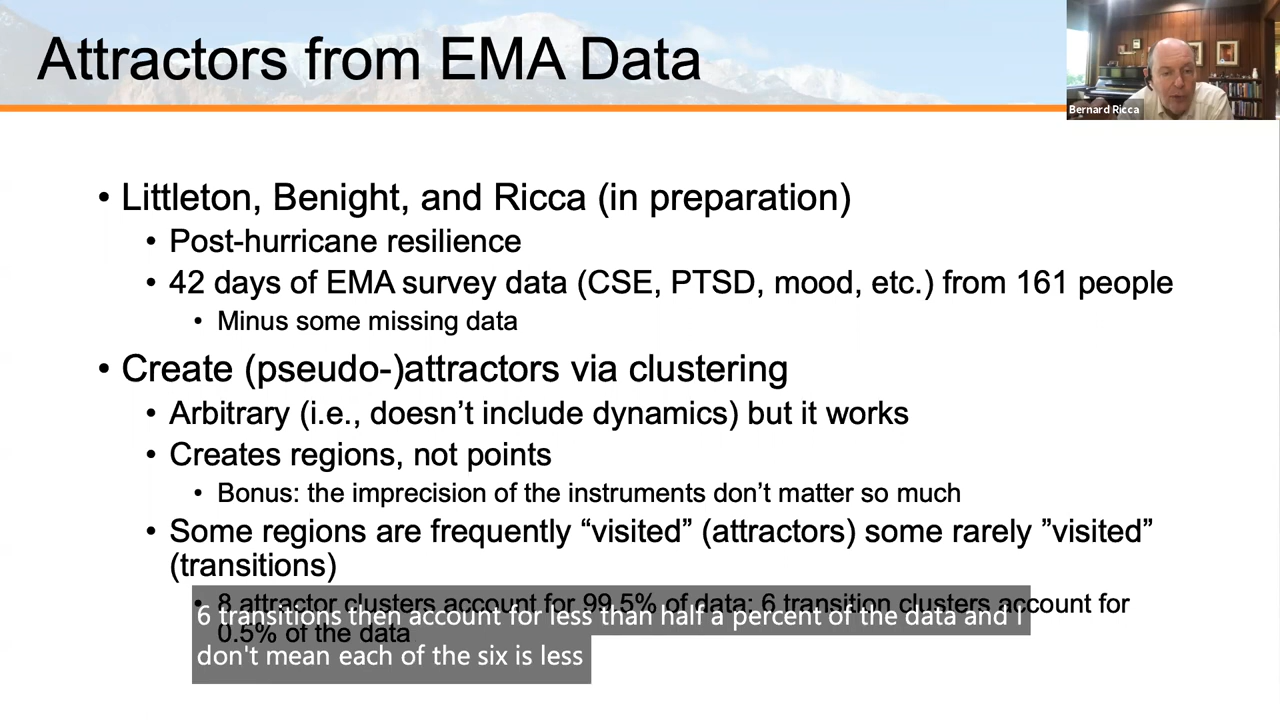 Attractors from EMA Data
Bernard Ricca
• Littleton, Benight, and Ricca (in preparation)
• Post-hurricane resilience
• 42 days of EMA survey data (CSE, PTSD, mood, etc.) from 161 people
• Minus some missing data
• Create (pseudo-)attractors via clustering
• Arbitrary (i.e., doesn’t include dynamics) but it works
• Creates regions, not points
• Bonus: the imprecision of the instruments don’t matter so much
• Some regions are frequently “visited” (attractors) some rarely ”visited”
(transitions)
• 8 attractor clusters account for 99.5% of data; 6 transition clusters account for
0.5% of the data
6 transitions then account for less than half a percent of the data and I
don't mean each of the six is less